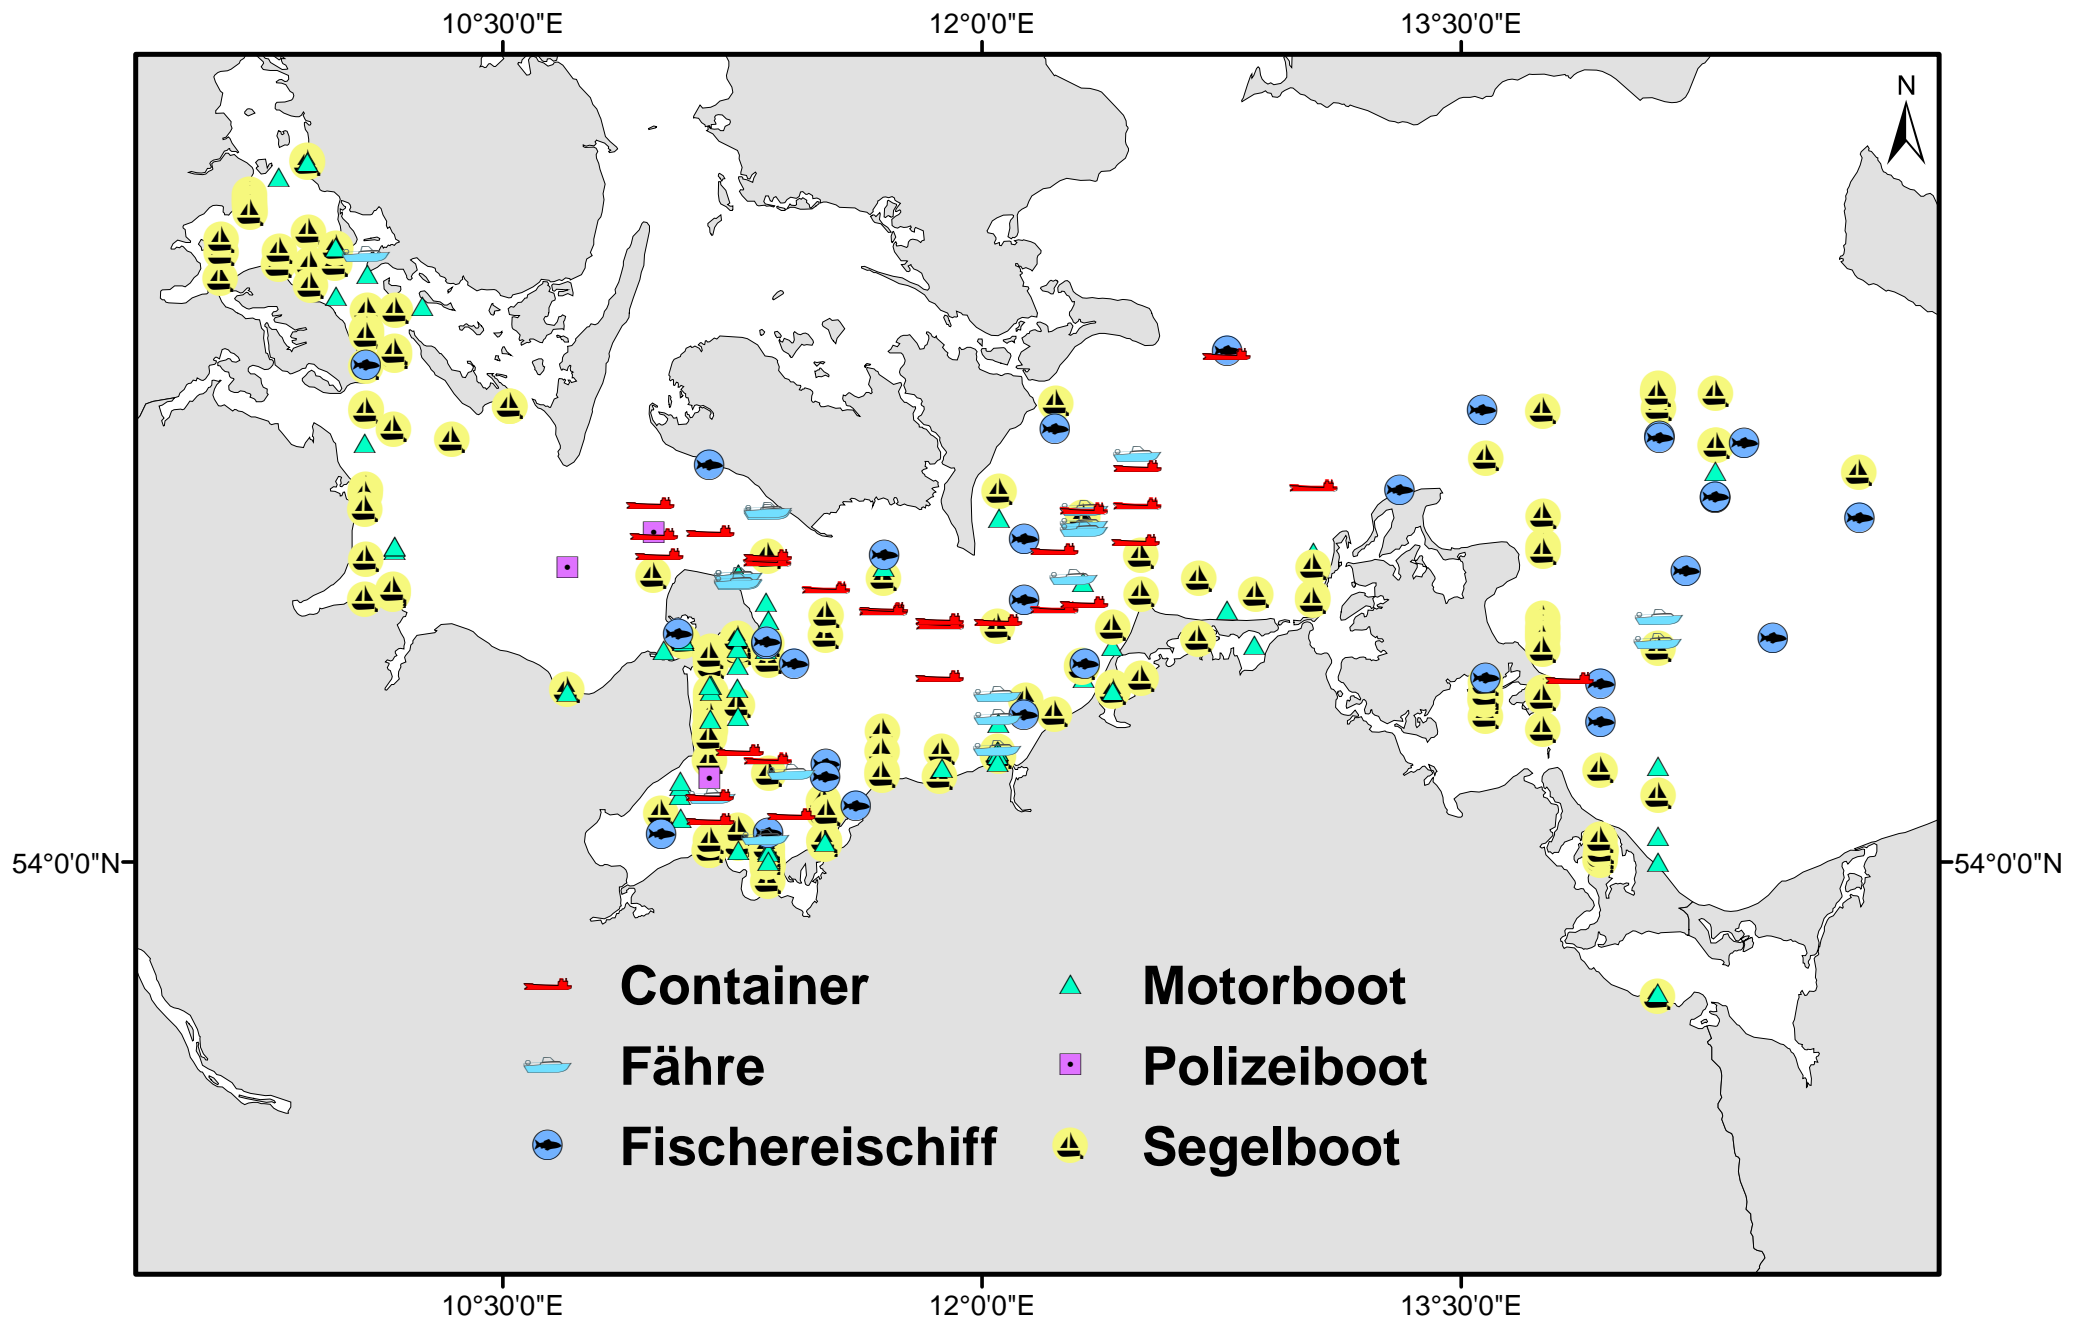 10°30'0"E 12°0'0"E 13°30'0"E
N
54°0'0"N 54°0'0"N
Container Motorboot
Fähre Polizeiboot
Fischereischiff Segelboot
10°30'0"E 12°0'0"E 13°30'0"E